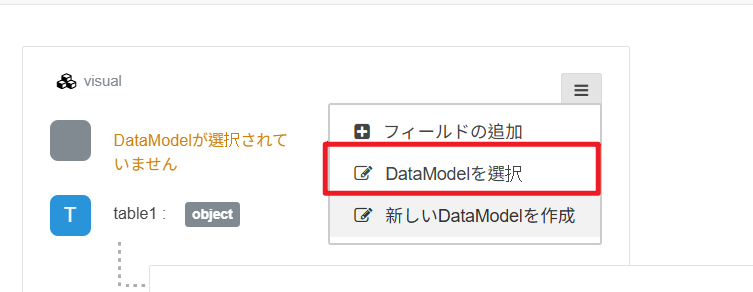 visual
DataModelが選択されて
いません
T
table1 :
object
フィールドの追加
DataModelを選択
新しいDataModelを作成